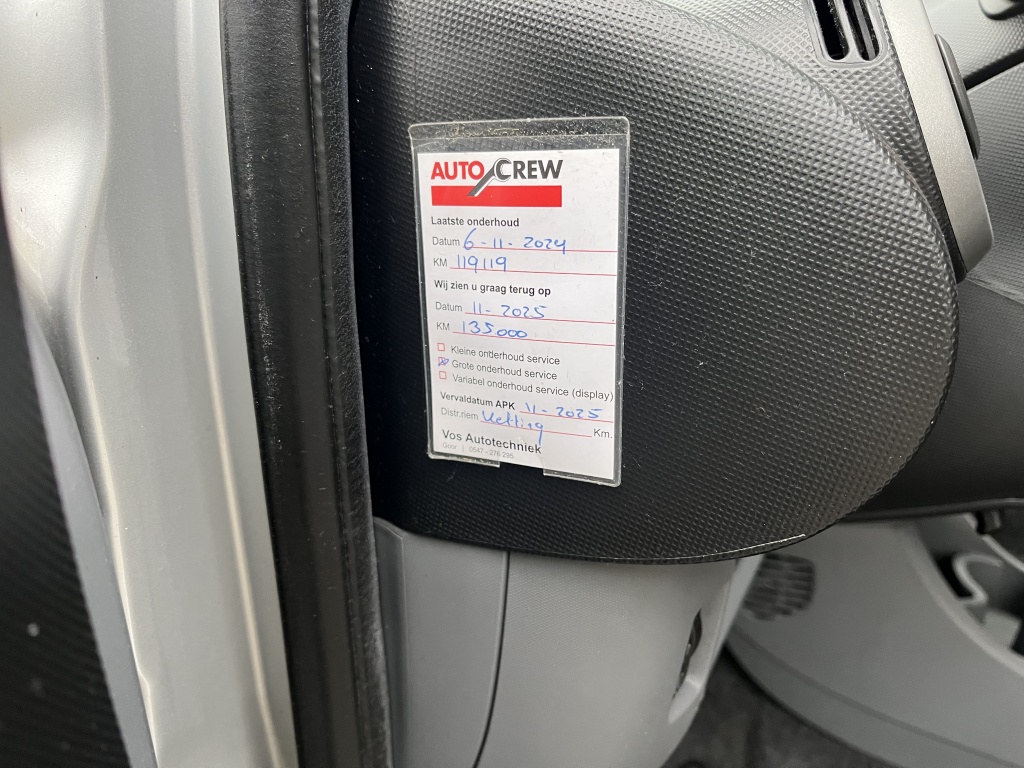 AUTO CREW
Laatste onderhoud
Datum 6-11-2024
KM 119119
Wij zien u graag terug op
Datum 11-2025
KM 135000
Kleine onderhoud service
Grote onderhoud service
Variabel onderhoud service (display)
Vervaldatum APK 11-2025
Distr.riem Ketting Km.
Vos Autotechniek
Goor | 0547 - 276 295